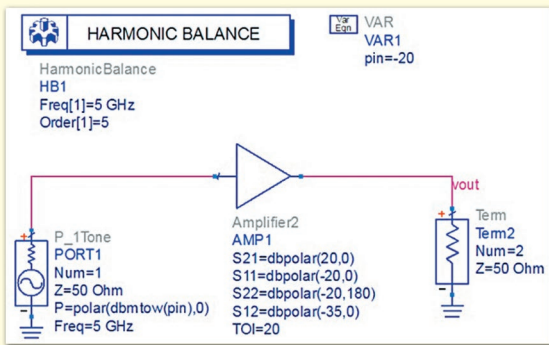 HARMONIC BALANCE
HarmonicBalance
HB1
Freq[1]=5 GHz
Order[1]=5
Var
Eqn
VAR
VAR1
pin=-20
vout
+
P_1Tone
PORT1
Num=1
Z=50 Ohm
P=polar(dbmtow(pin),0)
Freq=5 GHz
-
Amplifier2
AMP1
S21=dbpolar(20,0)
S11=dbpolar(-20,0)
S22=dbpolar(-20,180)
S12=dbpolar(-35,0)
TOI=20
+
Term
Term2
Num=2
Z=50 Ohm
-